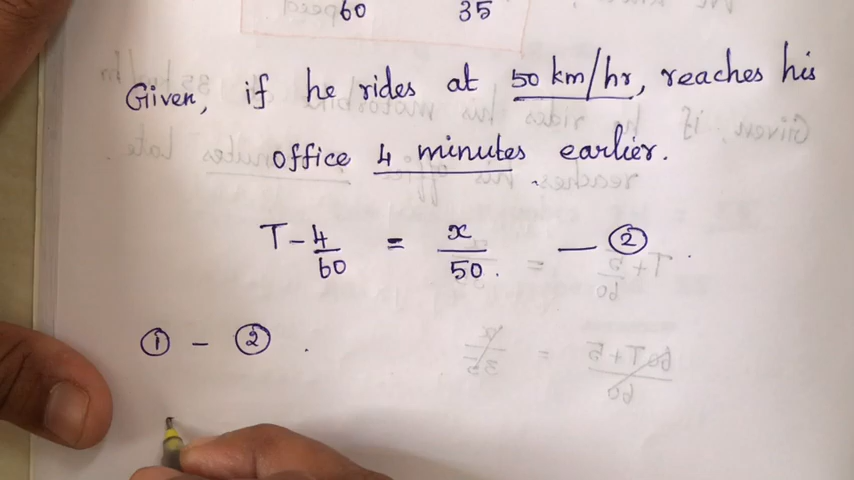 60 35
Given, if he rides at 50 km/hr, reaches his
office 4 minutes earlier.
T - 4/60 = x/50. — ②
① - ②.